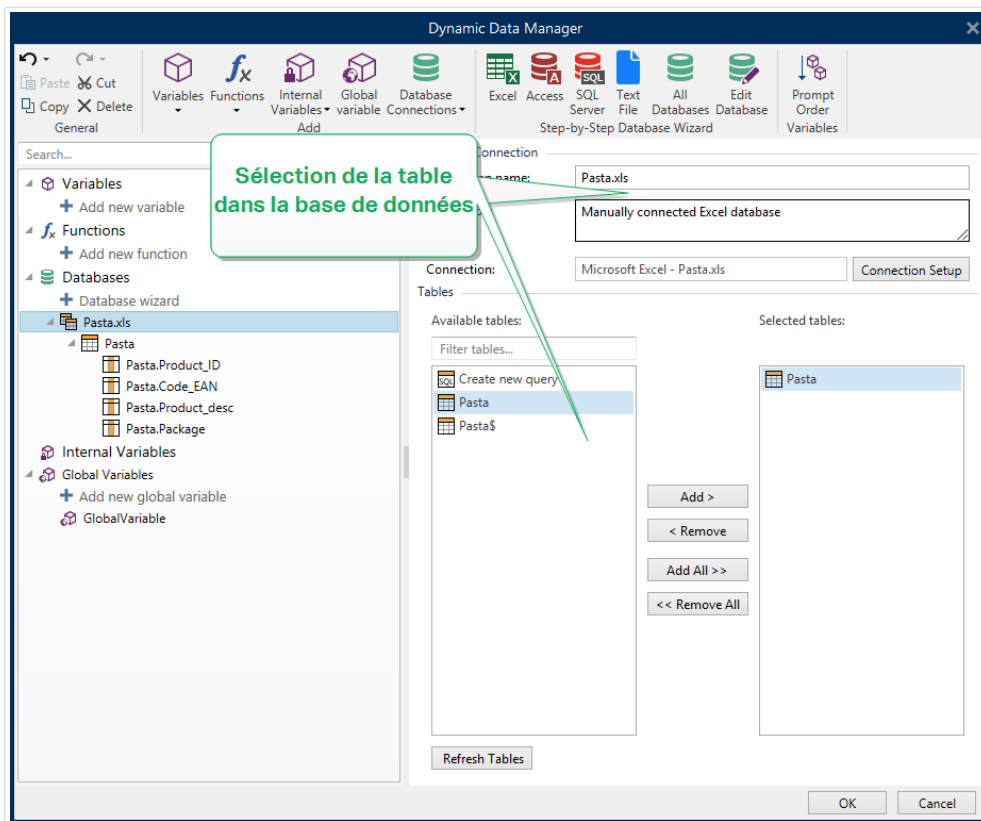 Dynamic Data Manager
Paste Cut
Copy Delete
General
Variables Functions Internal Variables Global variable Database Connections
Add
Excel Access SQL Server Text File All Databases Edit Database
Step-by-Step Database Wizard
Prompt Order
Variables
Search...
Variables
Add new variable
Functions
Add new function
Databases
Database wizard
Pasta.xls
Pasta
Pasta.Product_ID
Pasta.Code_EAN
Pasta.Product_desc
Pasta.Package
Internal Variables
Global Variables
Add new global variable
GlobalVariable
Sélection de la table
dans la base de données
Connection
name:
Pasta.xls
Manually connected Excel database
Connection:
Microsoft Excel - Pasta.xls
Connection Setup
Tables
Available tables:
Filter tables...
SQL Create new query
Pasta
Pasta$
Selected tables:
Pasta
Add >
< Remove
Add All >>
<< Remove All
Refresh Tables
OK
Cancel